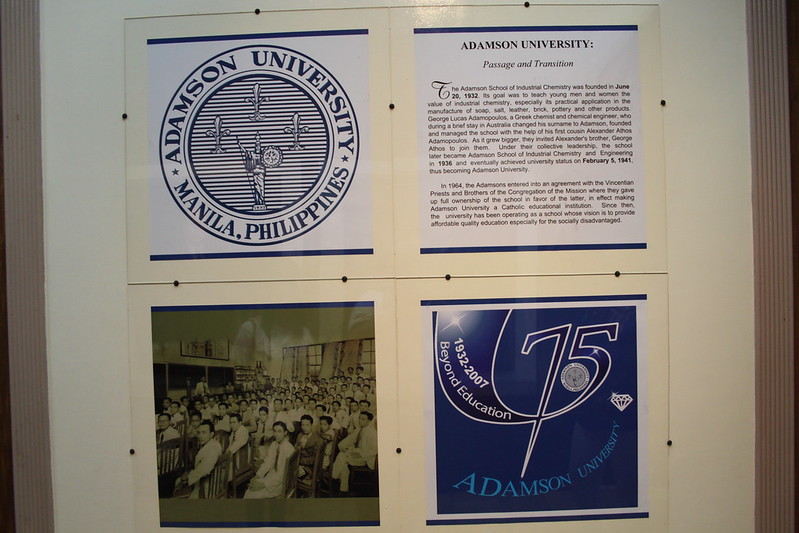 ADAMSON UNIVERSITY
MANILA, PHILIPPINES
1932
ADAMSON UNIVERSITY:
Passage and Transition
The Adamson School of Industrial Chemistry was founded in June
20, 1932. Its goal was to teach young men and women the
value of industrial chemistry, especially its practical application in the
manufacture of soap, salt, leather, brick, pottery and other products.
George Lucas Adamopoulos, a Greek chemist and chemical engineer, who
during a brief stay in Australia changed his surname to Adamson, founded
and managed the school with the help of his first cousin Alexander Athos
Adamopoulos. As it grew bigger, they invited Alexander's brother, George
Athos to join them. Under their collective leadership, the school
later became Adamson School of Industrial Chemistry and Engineering
in 1936 and eventually achieved university status on February 5, 1941,
thus becoming Adamson University.
In 1964, the Adamsons entered into an agreement with the Vincentian
Priests and Brothers of the Congregation of the Mission where they gave
up full ownership of the school in favor of the latter, in effect making
Adamson University a Catholic educational institution. Since then,
the university has been operating as a school whose vision is to provide
affordable quality education especially for the socially disadvantaged.
75
1932-2007
Beyond Education
ADAMSON UNIVERSITY